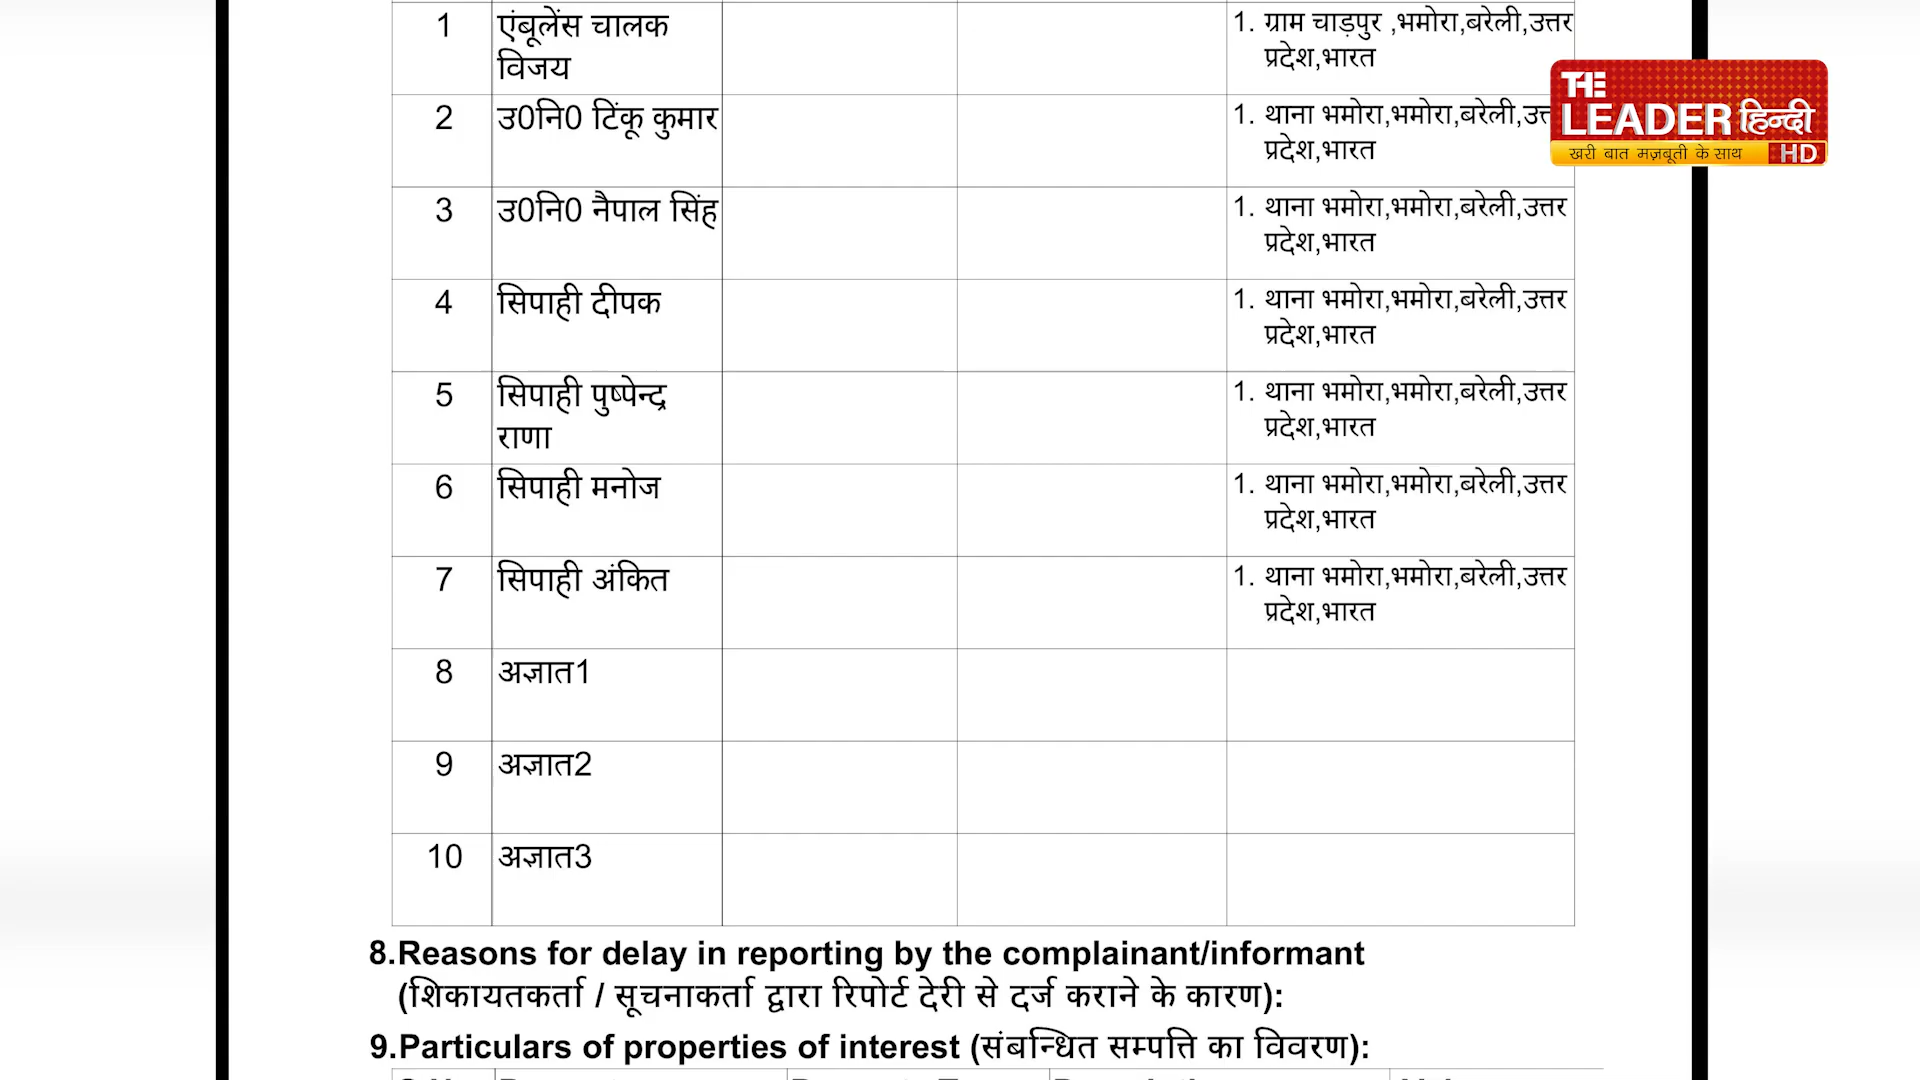 1 एंबूलेंस चालक विजय 1. ग्राम चाड़पुर ,भमोरा,बरेली,उत्तर प्रदेश,भारत
2 उ0नि0 टिंकू कुमार 1. थाना भमोरा,भमोरा,बरेली, प्रदेश,भारत
3 उ0नि0 नैपाल सिंह 1. थाना भमोरा,भमोरा,बरेली,उत्तर प्रदेश,भारत
4 सिपाही दीपक 1. थाना भमोरा,भमोरा,बरेली,उत्तर प्रदेश,भारत
5 सिपाही पुष्पेन्द्र राणा 1. थाना भमोरा,भमोरा,बरेली,उत्तर प्रदेश,भारत
6 सिपाही मनोज 1. थाना भमोरा,भमोरा,बरेली,उत्तर प्रदेश,भारत
7 सिपाही अंकित 1. थाना भमोरा,भमोरा,बरेली,उत्तर प्रदेश,भारत
8 अज्ञात1
9 अज्ञात2
10 अज्ञात3
8.Reasons for delay in reporting by the complainant/informant
(शिकायतकर्ता / सूचनाकर्ता द्वारा रिपोर्ट देरी से दर्ज कराने के कारण):
9.Particulars of properties of interest (संबन्धित सम्पत्ति का विवरण):
THE
LEADER हिन्दी
खरी बात मज़बूती के साथ HD